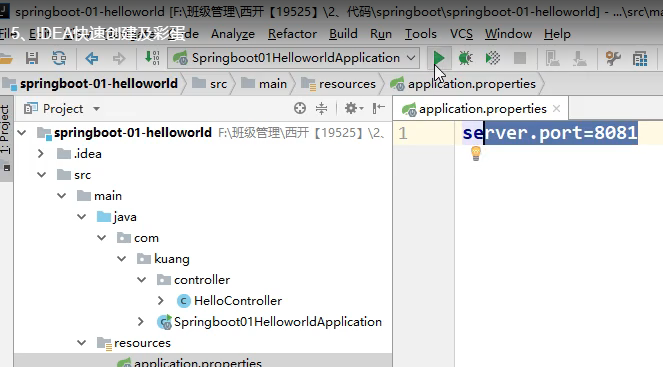 springboot-01-helloworld [F:\班级管理\西开【19525】\2、代码\springboot\springboot-01-helloworld] - ...\src\ma
5、IDEA快速创建及彩蛋
Analyze Refactor Build Run Tools VCS Window Help
Springboot01HelloworldApplication
springboot-01-helloworld src main resources application.properties
Project
application.properties
1: Project
springboot-01-helloworld F:\班级管理\西开【19525】\2、
1 server.port=8081
.idea
src
main
java
com
kuang
controller
HelloController
Springboot01HelloworldApplication
resources
application.properties